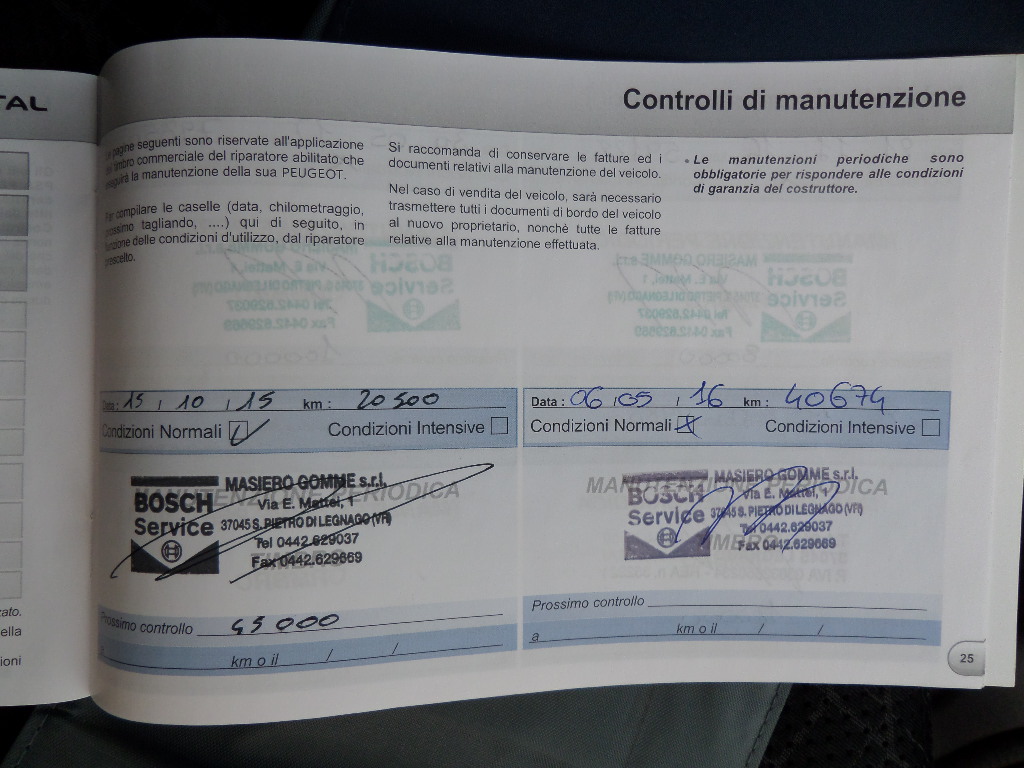 TAL
Controlli di manutenzione
pagine seguenti sono riservate all'applicazione
timbro commerciale del riparatore abilitato che
la manutenzione della sua PEUGEOT.
compilare le caselle (data, chilometraggio,
tagliando, ....) qui di seguito, in
delle condizioni d'utilizzo, dal riparatore
Si raccomanda di conservare le fatture ed i
documenti relativi alla manutenzione del veicolo.
Nel caso di vendita del veicolo, sarà necessario
trasmettere tutti i documenti di bordo del veicolo
al nuovo proprietario, nonchè tutte le fatture
relative alla manutenzione effettuata.
• Le manutenzioni periodiche sono
obbligatorie per rispondere alle condizioni
di garanzia del costruttore.
Data : 15 / 10 / 15 km : 20500
Condizioni Normali
Condizioni Intensive
MANUTENZIONE PERIODICA
BOSCH
Service
MASIERO GOMME s.r.l.
Via E. Mattei, 1
37045 S. PIETRO DI LEGNAGO (VR)
Tel 0442.629037
Fax 0442.629669
Prossimo controllo 45000
km o il / /
Data : 06 / 05 / 16 km : 40674
Condizioni Normali
Condizioni Intensive
MANUTENZIONE PERIODICA
BOSCH
Service
MASIERO GOMME s.r.l.
Via E. Mattei, 1
37045 S. PIETRO DI LEGNAGO (VR)
Tel 0442.629037
Fax 0442.629669
Prossimo controllo
a km o il / /
25